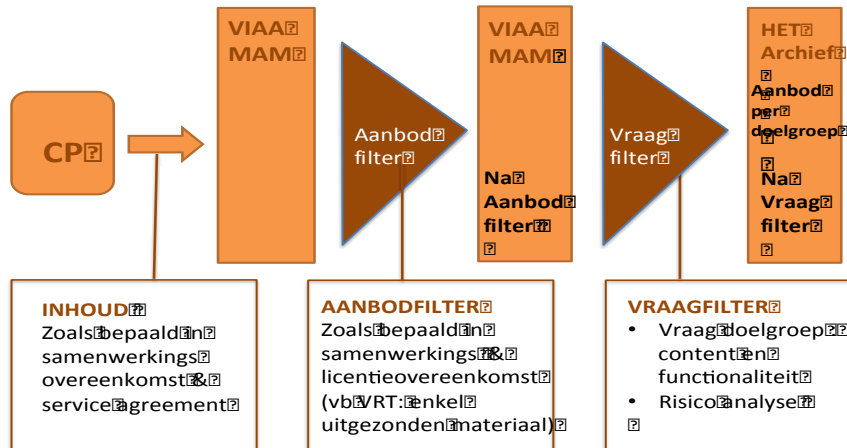 CP
VIAA
MAM
Aanbod
filter
VIAA
MAM
Na
Aanbod
filter
Vraag
filter
HET
Archief
Aanbod
per
doelgroep
Na
Vraag
filter
INHOUD
Zoals bepaald in
samenwerkings
overeenkomst &
service agreement
AANBODFILTER
Zoals bepaald in
samenwerkings &
licentieovereenkomst
(vb VRT: enkel
uitgezonden materiaal)
VRAAGFILTER
• Vraag doelgroep
content en
functionaliteit
• Risico analyse